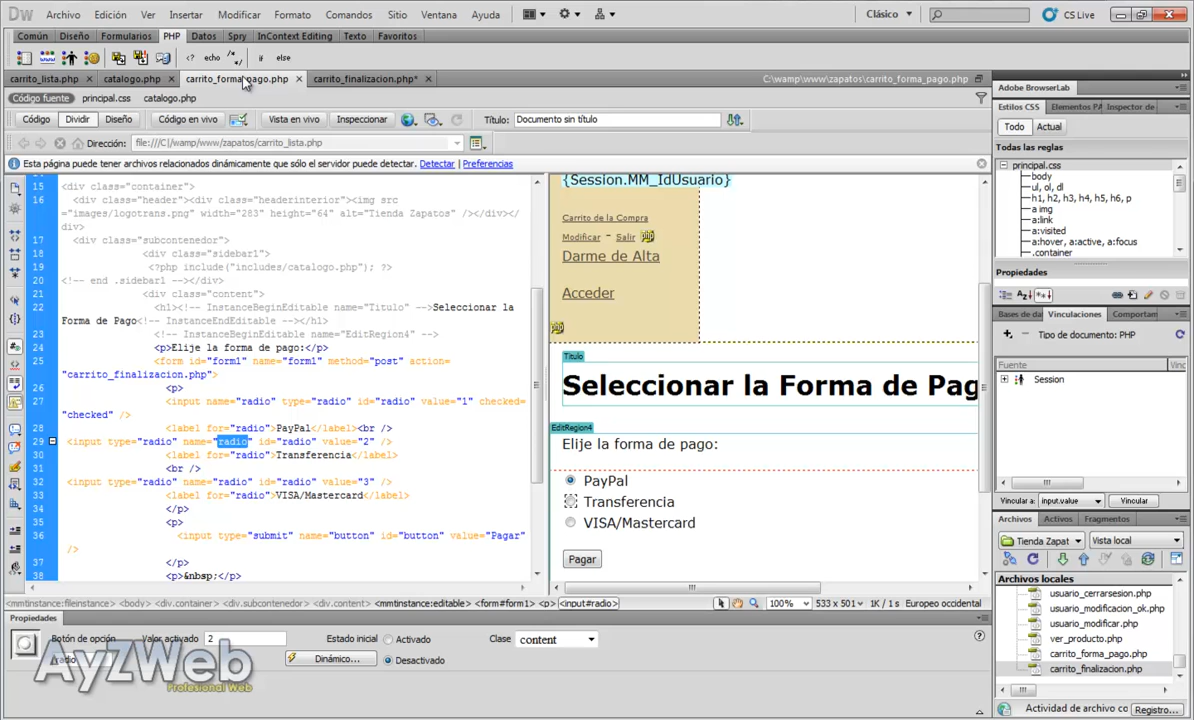 Dw Archivo Edición Ver Insertar Modificar Formato Comandos Sitio Ventana Ayuda Clásico CS Live
Común Diseño Formularios PHP Datos Spry InContext Editing Texto Favoritos
<? echo if else
carrito_lista.php catalogo.php carrito_forma_pago.php carrito_finalizacion.php* C:\wamp\www\zapatos\carrito_forma_pago.php
Código fuente principal.css catalogo.php
Código Dividir Diseño Código en vivo Vista en vivo Inspeccionar Título: Documento sin título
Dirección: file:///C|/wamp/www/zapatos/carrito_lista.php
Esta página puede tener archivos relacionados dinámicamente que sólo el servidor puede detectar. Detectar | Preferencias
15 <div class="container">
16 <div class="header"><div class="headerinterior"><img src
="images/logotrans.png" width="283" height="64" alt="Tienda Zapatos" /></div></
div>
17 <div class="subcontenedor">
18 <div class="sidebar1">
19 <?php include("includes/catalogo.php"); ?>
20 <!-- end .sidebar1 --></div>
21 <div class="content">
22 <h1><!-- InstanceBeginEditable name="Titulo" -->Seleccionar la
Forma de Pago<!-- InstanceEndEditable --></h1>
23 <!-- InstanceBeginEditable name="EditRegion4" -->
24 <p>Elije la forma de pago:</p>
25 <form id="form1" name="form1" method="post" action=
"carrito_finalizacion.php">
26 <p>
27 <input name="radio" type="radio" id="radio" value="1" checked=
"checked" />
28 <label for="radio">PayPal</label><br />
29 <input type="radio" name="radio" id="radio" value="2" />
30 <label for="radio">Transferencia</label>
31 <br />
32 <input type="radio" name="radio" id="radio" value="3" />
33 <label for="radio">VISA/Mastercard</label>
34 </p>
35 <p>
36 <input type="submit" name="button" id="button" value="Pagar"
/>
37 </p>
38 <p>&nbsp;</p>
{Session.MM_IdUsuario}
Carrito de la Compra
Modificar - Salir
Darme de Alta
Acceder
Titulo
Seleccionar la Forma de Pag
EditRegion4
Elije la forma de pago:
PayPal
Transferencia
VISA/Mastercard
Pagar
<mmtinstance:fileinstance> <body> <div.container> <div.subcontenedor> <div.content> <mmtinstance:editable> <form#form1> <p> <input#radio> 100% 533 x 501 1K / 1 s Europeo occidental
Propiedades
Botón de opción Valor activado 2 Estado inicial Activado Clase content
radio Dinámico... Desactivado
AyZWeb
Profesional Web
Adobe BrowserLab
Estilos CSS Elementos PA Inspector de
Todo Actual
Todas las reglas
principal.css
body
ul, ol, dl
h1, h2, h3, h4, h5, h6, p
a img
a:link
a:visited
a:hover, a:active, a:focus
.container
Propiedades
Bases de da Vinculaciones Comportam
Tipo de documento: PHP
Fuente Vinc
Session
Vincular a: input.value Vincular
Archivos Activos Fragmentos
Tienda Zapat Vista local
Archivos locales
usuario_cerrarsesion.php
usuario_modificacion_ok.php
usuario_modificar.php
ver_producto.php
carrito_forma_pago.php
carrito_finalizacion.php
Actividad de archivo co Registro...